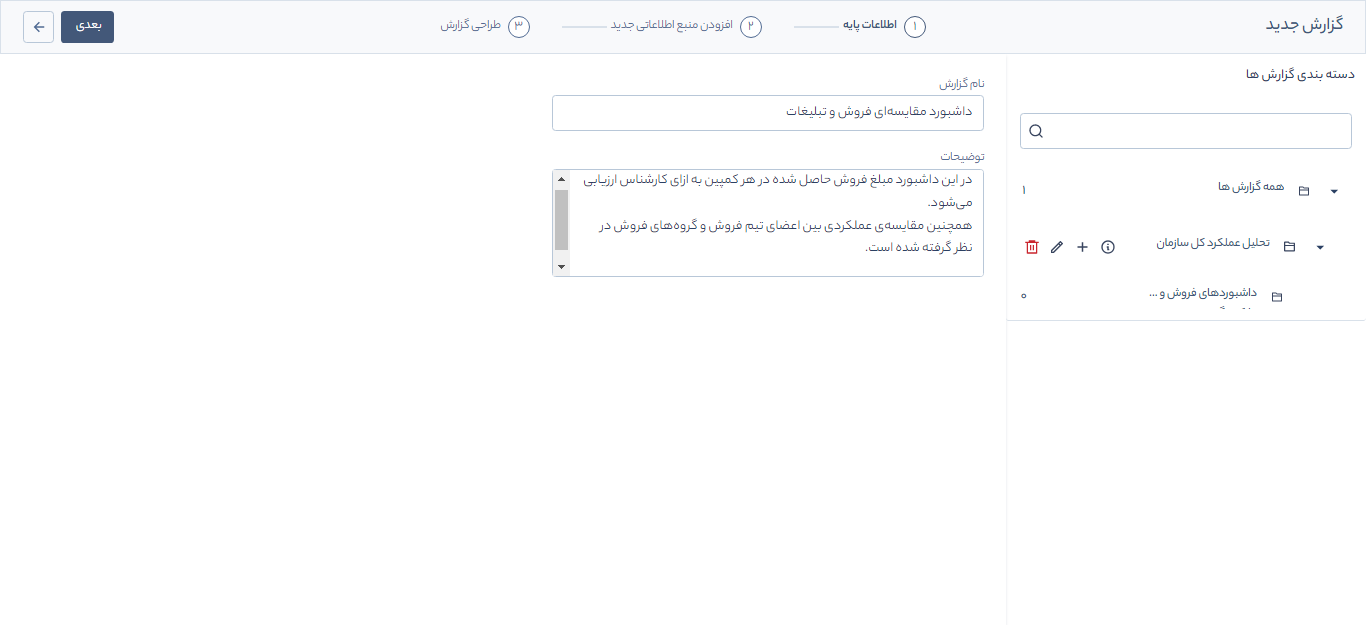 گزارش جدید
۱ اطلاعات پایه
۲ افزودن منبع اطلاعاتی جدید
۳ طراحی گزارش
بعدی
دسته بندی گزارش ها
همه گزارش ها ۱
تحلیل عملکرد کل سازمان
داشبوردهای فروش و ... ۰
نام گزارش
داشبورد مقایسه‌ای فروش و تبلیغات
توضیحات
در این داشبورد مبلغ فروش حاصل شده در هر کمپین به ازای کارشناس ارزیابی
می‌شود.
همچنین مقایسه‌ی عملکردی بین اعضای تیم فروش و گروه‌های فروش در
نظر گرفته شده است.